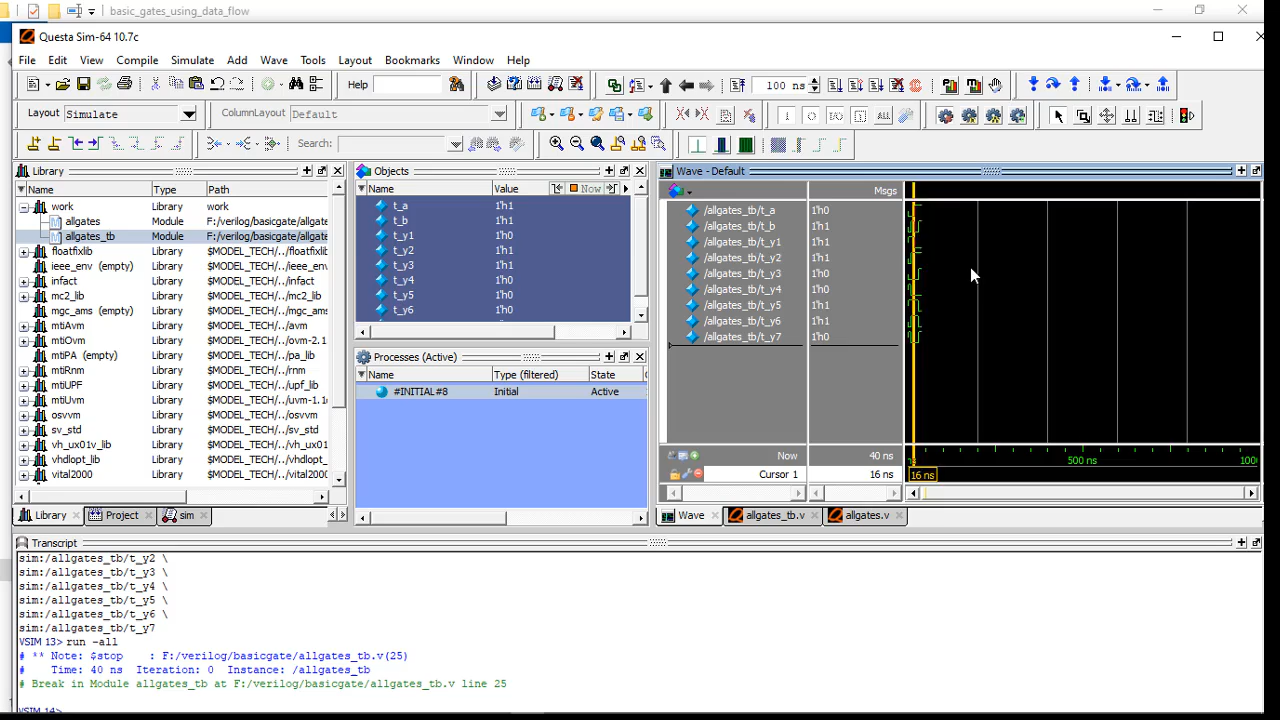 basic_gates_using_data_flow
Questa Sim-64 10.7c
File Edit View Compile Simulate Add Wave Tools Layout Bookmarks Window Help
Help 100 ns
Layout Simulate ColumnLayout Default
Search:
Library
Name Type Path
work Library work
allgates Module F:/verilog/basicgate/allgate
allgates_tb Module F:/verilog/basicgate/allgate
floatfixlib Library $MODEL_TECH/../floatfixlib
ieee_env (empty) Library $MODEL_TECH/../ieee_env
infact Library $MODEL_TECH/../infact
mc2_lib Library $MODEL_TECH/../mc2_lib
mgc_ams (empty) Library $MODEL_TECH/../mgc_ams
mtiAvm Library $MODEL_TECH/../avm
mtiOvm Library $MODEL_TECH/../ovm-2.1
mtiPA (empty) Library $MODEL_TECH/../pa_lib
mtiRnm Library $MODEL_TECH/../rnm
mtiUPF Library $MODEL_TECH/../upf_lib
mtiUvm Library $MODEL_TECH/../uvm-1.1
osvvm Library $MODEL_TECH/../osvvm
sv_std Library $MODEL_TECH/../sv_std
vh_ux01v_lib Library $MODEL_TECH/../vh_ux01
vhdlopt_lib Library $MODEL_TECH/../vhdlopt
vital2000 Library $MODEL_TECH/../vital200
Library Project sim
Objects
Name Value Now
t_a 1'h1
t_b 1'h1
t_y1 1'h0
t_y2 1'h1
t_y3 1'h1
t_y4 1'h0
t_y5 1'h0
t_y6 1'h0
Processes (Active)
Name Type (filtered) State
#INITIAL#8 Initial Active
Wave - Default
Msgs
/allgates_tb/t_a 1'h0
/allgates_tb/t_b 1'h1
/allgates_tb/t_y1 1'h1
/allgates_tb/t_y2 1'h1
/allgates_tb/t_y3 1'h0
/allgates_tb/t_y4 1'h0
/allgates_tb/t_y5 1'h1
/allgates_tb/t_y6 1'h1
/allgates_tb/t_y7 1'h0
Now 40 ns 500 ns 100
Cursor 1 16 ns 16 ns
Wave allgates_tb.v allgates.v
Transcript
sim:/allgates_tb/t_y2 \
sim:/allgates_tb/t_y3 \
sim:/allgates_tb/t_y4 \
sim:/allgates_tb/t_y5 \
sim:/allgates_tb/t_y6 \
sim:/allgates_tb/t_y7
VSIM 13> run -all
# ** Note: $stop : F:/verilog/basicgate/allgates_tb.v(25)
# Time: 40 ns Iteration: 0 Instance: /allgates_tb
# Break in Module allgates_tb at F:/verilog/basicgate/allgates_tb.v line 25
VSIM 14>